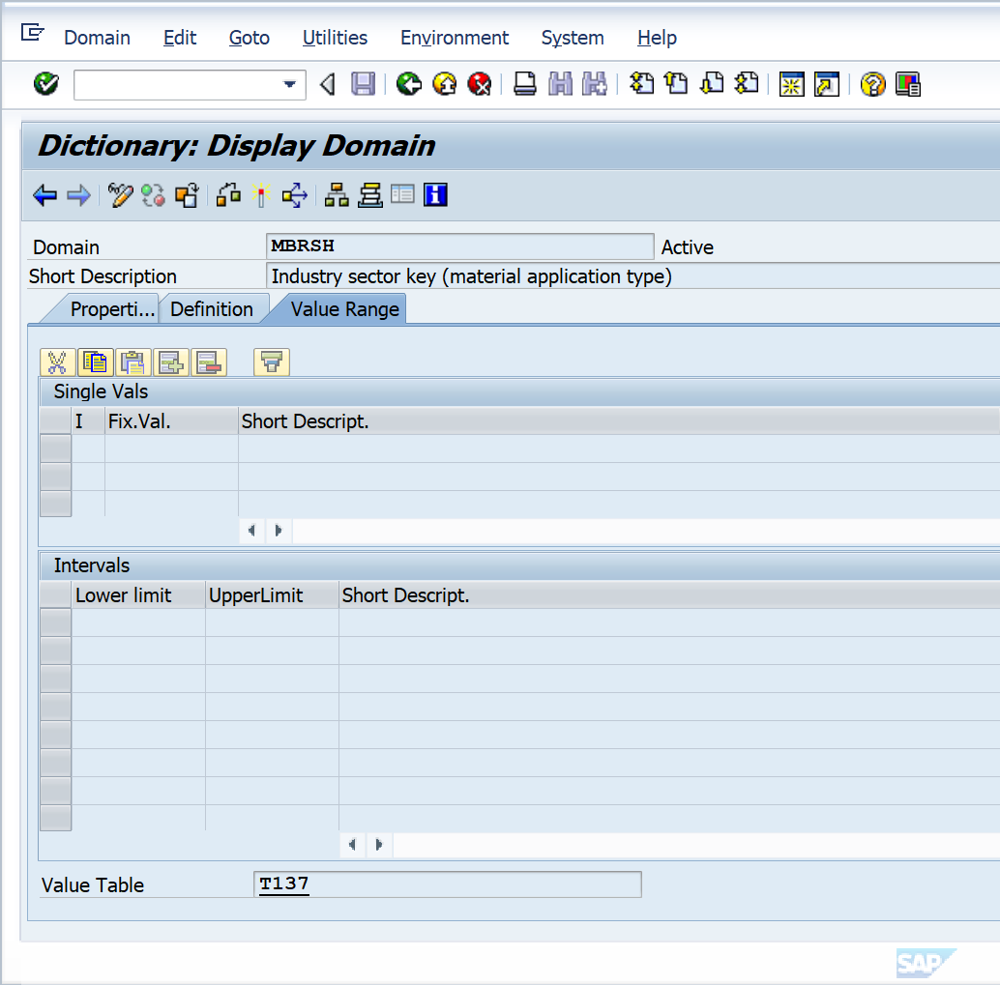 Domain Edit Goto Utilities Environment System Help
Dictionary: Display Domain
Domain MBRSH Active
Short Description Industry sector key (material application type)
Properti... Definition Value Range
Single Vals
I Fix.Val. Short Descript.
Intervals
Lower limit UpperLimit Short Descript.
Value Table T137
SAP